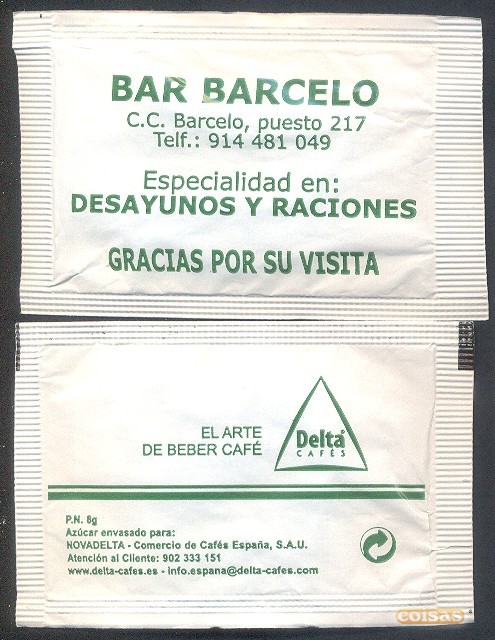 BAR BARCELO
C.C. Barcelo, puesto 217
Telf.: 914 481 049
Especialidad en:
DESAYUNOS Y RACIONES
GRACIAS POR SU VISITA
EL ARTE
DE BEBER CAFÉ
Delta®
CAFÉS
P.N. 8g
Azúcar envasado para:
NOVADELTA - Comercio de Cafés España, S.A.U.
Atención al Cliente: 902 333 151
www.delta-cafes.es - info.espana@delta-cafes.com
coisas